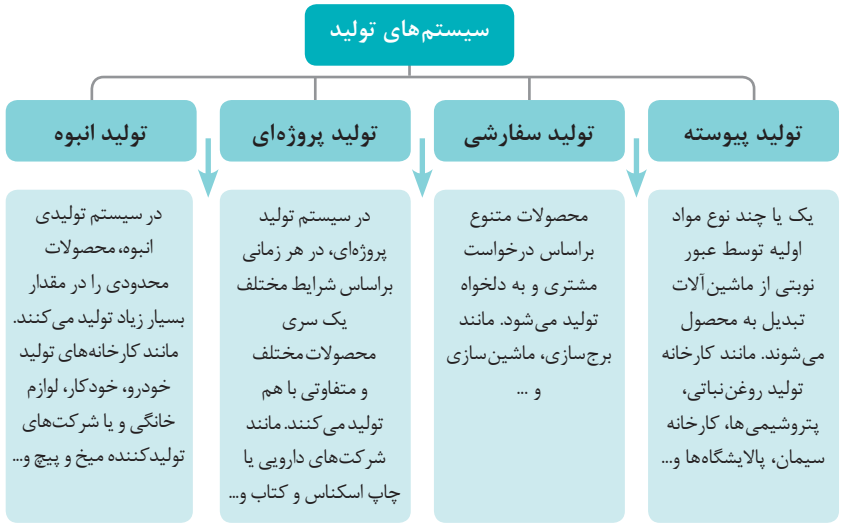 سیستم‌های تولید
تولید پیوسته
یک یا چند نوع مواد
اولیه توسط عبور
نوبتی از ماشین‌آلات
تبدیل به محصول
می‌شوند. مانند کارخانه
تولید روغن‌نباتی،
پتروشیمی‌ها، کارخانه
سیمان، پالایشگاه‌ها و...
تولید سفارشی
محصولات متنوع
براساس درخواست
مشتری و به دلخواه
تولید می‌شود. مانند
برج‌سازی، ماشین‌سازی
و ...
تولید پروژه‌ای
در سیستم تولید
پروژه‌ای، در هر زمانی
براساس شرایط مختلف
یک سری
محصولات مختلف
و متفاوتی با هم
تولید می‌کنند. مانند
شرکت‌های دارویی یا
چاپ اسکناس و کتاب و...
تولید انبوه
در سیستم تولیدی
انبوه، محصولات
محدودی را در مقدار
بسیار زیاد تولید می‌کنند.
مانند کارخانه‌های تولید
خودرو، خودکار، لوازم
خانگی و یا شرکت‌های
تولیدکننده میخ و پیچ و...